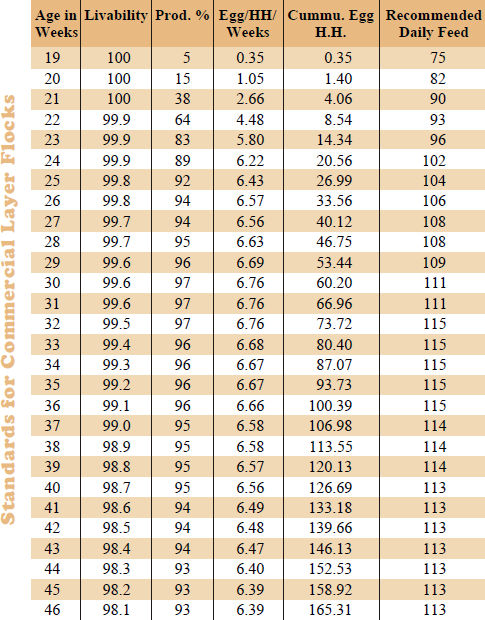 Standards for Commercial Layer Flocks
Age in Weeks Livability Prod. % Egg/HH/ Weeks Cummu. Egg H.H. Recommended Daily Feed
19 100 5 0.35 0.35 75
20 100 15 1.05 1.40 82
21 100 38 2.66 4.06 90
22 99.9 64 4.48 8.54 93
23 99.9 83 5.80 14.34 96
24 99.9 89 6.22 20.56 102
25 99.8 92 6.43 26.99 104
26 99.8 94 6.57 33.56 106
27 99.7 94 6.56 40.12 108
28 99.7 95 6.63 46.75 108
29 99.6 96 6.69 53.44 109
30 99.6 97 6.76 60.20 111
31 99.6 97 6.76 66.96 111
32 99.5 97 6.76 73.72 115
33 99.4 96 6.68 80.40 115
34 99.3 96 6.67 87.07 115
35 99.2 96 6.67 93.73 115
36 99.1 96 6.66 100.39 115
37 99.0 95 6.58 106.98 114
38 98.9 95 6.58 113.55 114
39 98.8 95 6.57 120.13 114
40 98.7 95 6.56 126.69 113
41 98.6 94 6.49 133.18 113
42 98.5 94 6.48 139.66 113
43 98.4 94 6.47 146.13 113
44 98.3 93 6.40 152.53 113
45 98.2 93 6.39 158.92 113
46 98.1 93 6.39 165.31 113